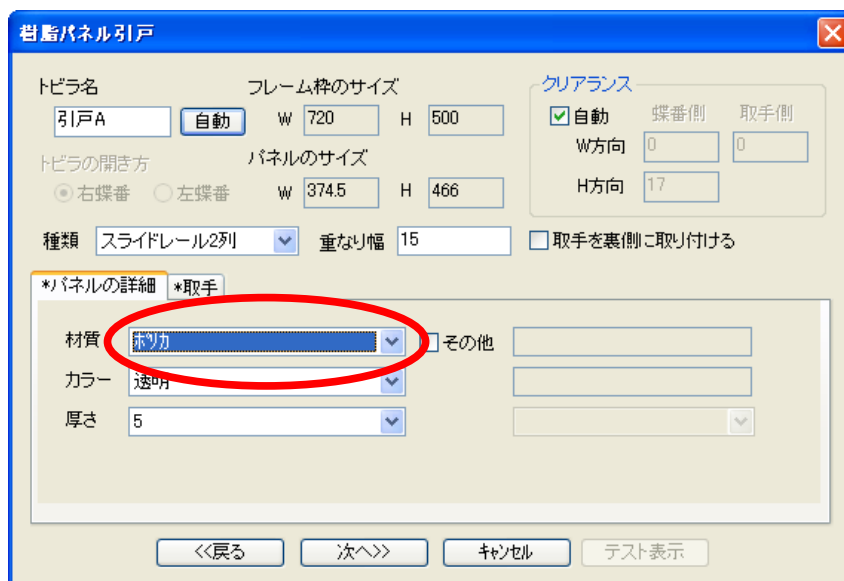 樹脂パネル引戸
トビラ名 フレーム枠のサイズ クリアランス
引戸A 自動 W 720 H 500 自動 蝶番側 取手側
トビラの開き方 パネルのサイズ W方向 0 0
右蝶番 左蝶番 W 374.5 H 466 H方向 17
種類 スライドレール2列 重なり幅 15 取手を裏側に取り付ける
*パネルの詳細 *取手
材質 ポリカ その他
カラー 透明
厚さ 5
<<戻る 次へ>> キャンセル テスト表示